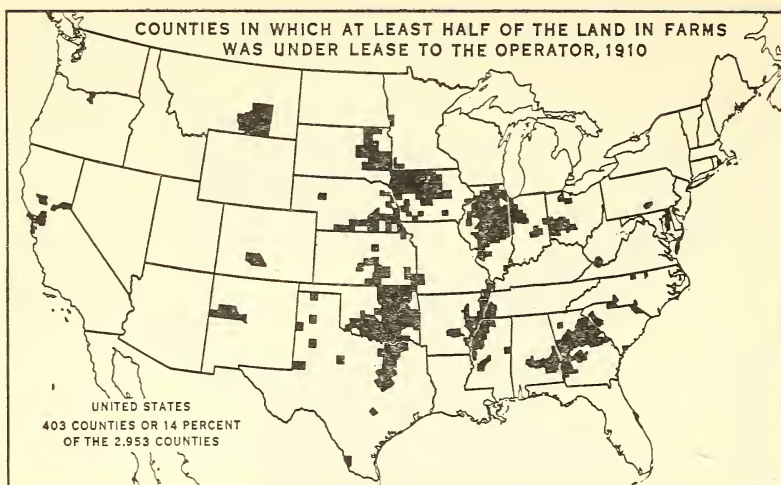 COUNTIES IN WHICH AT LEAST HALF OF THE LAND IN FARMS
WAS UNDER LEASE TO THE OPERATOR, 1910
UNITED STATES
403 COUNTIES OR 14 PERCENT
OF THE 2,953 COUNTIES